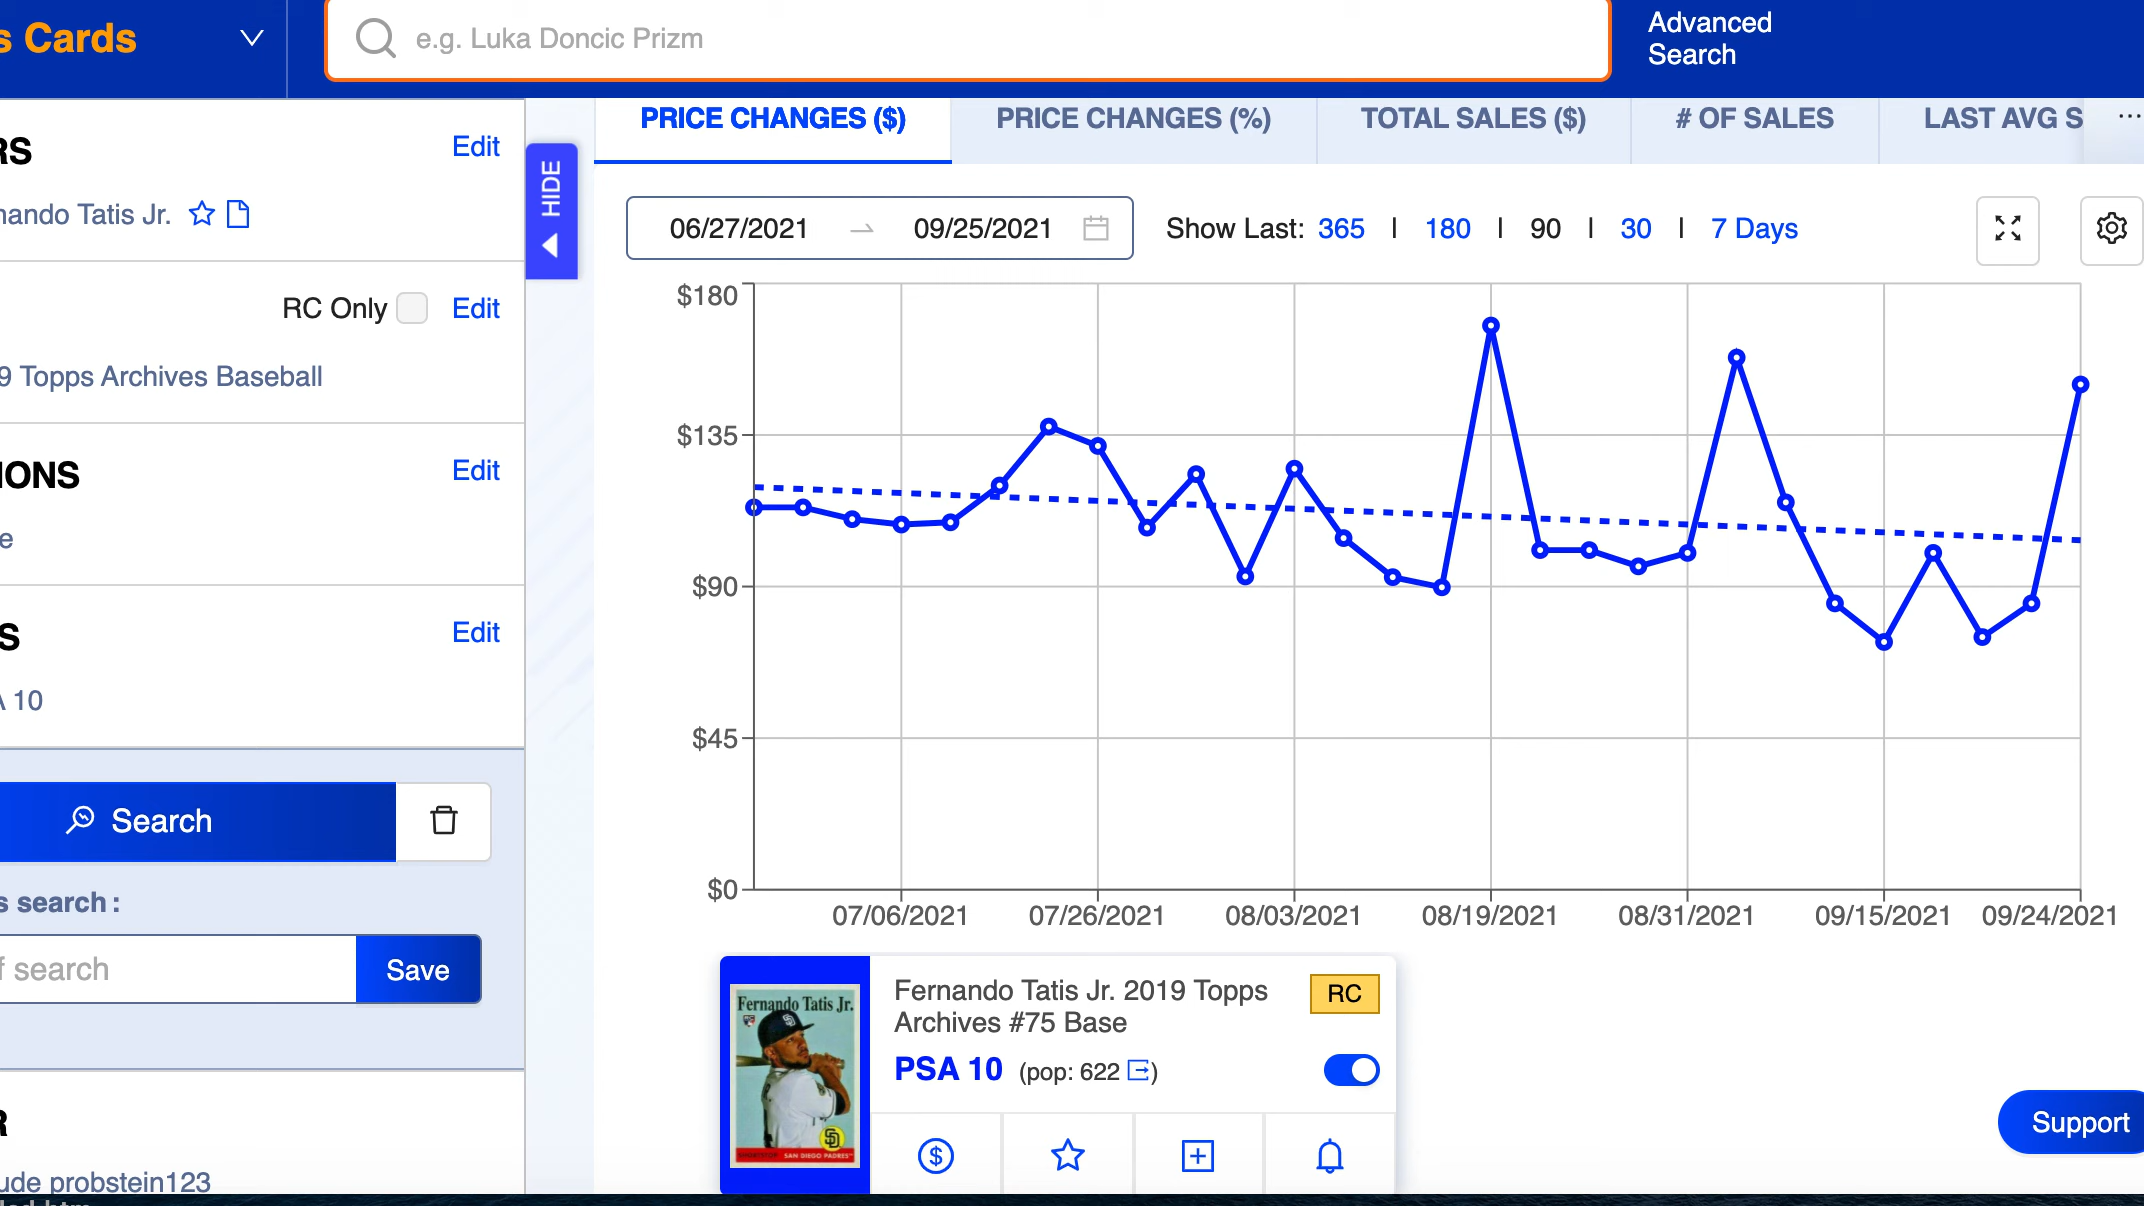 s Cards
e.g. Luka Doncic Prizm
Advanced
Search
RS
Edit
nando Tatis Jr.
RC Only
Edit
9 Topps Archives Baseball
IONS
Edit
e
S
Edit
A 10
Search
s search :
f search
Save
R
ude probstein123
HIDE
PRICE CHANGES ($)
PRICE CHANGES (%)
TOTAL SALES ($)
# OF SALES
LAST AVG S
...
06/27/2021
09/25/2021
Show Last: 365 | 180 | 90 | 30 | 7 Days
$180
$135
$90
$45
$0
07/06/2021
07/26/2021
08/03/2021
08/19/2021
08/31/2021
09/15/2021
09/24/2021
Fernando Tatis Jr.
SAN DIEGO PADRES
Fernando Tatis Jr. 2019 Topps
Archives #75 Base
RC
PSA 10 (pop: 622)
Support